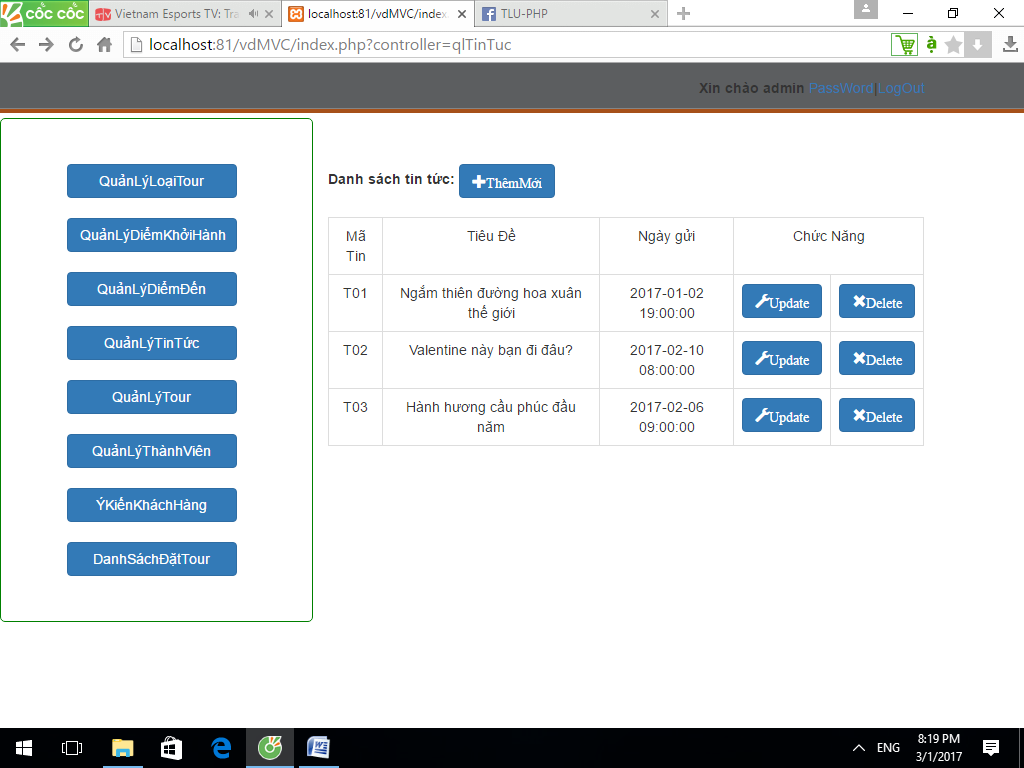 cốc cốc
Vietnam Esports TV: Tra
localhost:81/vdMVC/index.
TLU-PHP
localhost:81/vdMVC/index.php?controller=qlTinTuc
Xin chào admin PassWord|LogOut
QuảnLýLoạiTour
QuảnLýĐiểmKhởiHành
QuảnLýĐiểmĐến
QuảnLýTinTức
QuảnLýTour
QuảnLýThànhViên
ÝKiếnKháchHàng
DanhSáchĐặtTour
Danh sách tin tức: ThêmMới
Mã Tin
Tiêu Đề
Ngày gửi
Chức Năng
T01
Ngắm thiên đường hoa xuân
thế giới
2017-01-02
19:00:00
Update
Delete
T02
Valentine này bạn đi đâu?
2017-02-10
08:00:00
Update
Delete
T03
Hành hương cầu phúc đầu
năm
2017-02-06
09:00:00
Update
Delete
ENG
8:19 PM
3/1/2017